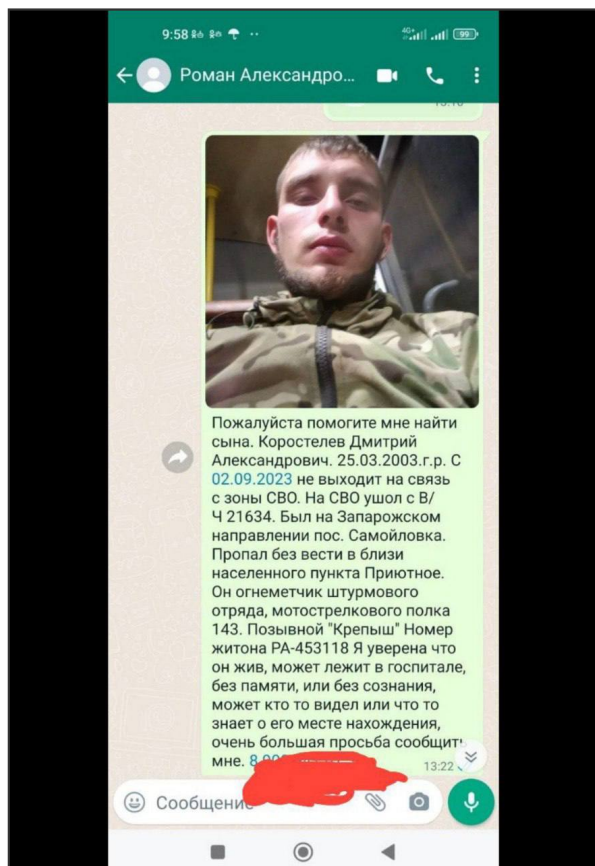 9:58
4G+
99
Роман Александро...
Пожалуйста помогите мне найти
сына. Коростелев Дмитрий
Александрович. 25.03.2003.г.р. С
02.09.2023 не выходит на связь
с зоны СВО. На СВО ушол с В/
Ч 21634. Был на Запарожском
направлении пос. Самойловка.
Пропал без вести в близи
населенного пункта Приютное.
Он огнеметчик штурмового
отряда, мотострелкового полка
143. Позывной "Крепыш" Номер
житона РА-453118 Я уверена что
он жив, может лежит в госпитале,
без памяти, или без сознания,
может кто то видел или что то
знает о его месте нахождения,
очень большая просьба сообщить
мне.
13:22
Сообщение